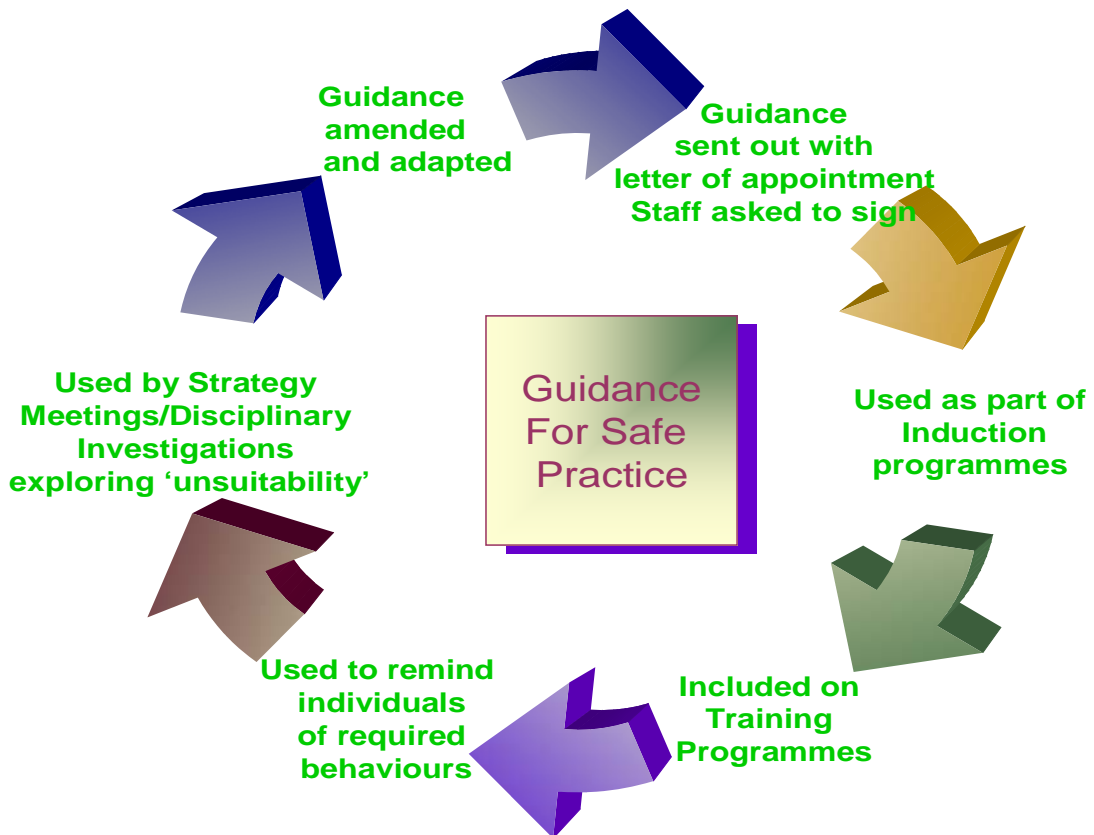 Guidance
amended
and adapted
Guidance
sent out with
letter of appointment
Staff asked to sign
Used as part of
Induction
programmes
Included on
Training
Programmes
Used to remind
individuals
of required
behaviours
Used by Strategy
Meetings/Disciplinary
Investigations
exploring ‘unsuitability’
Guidance
For Safe
Practice